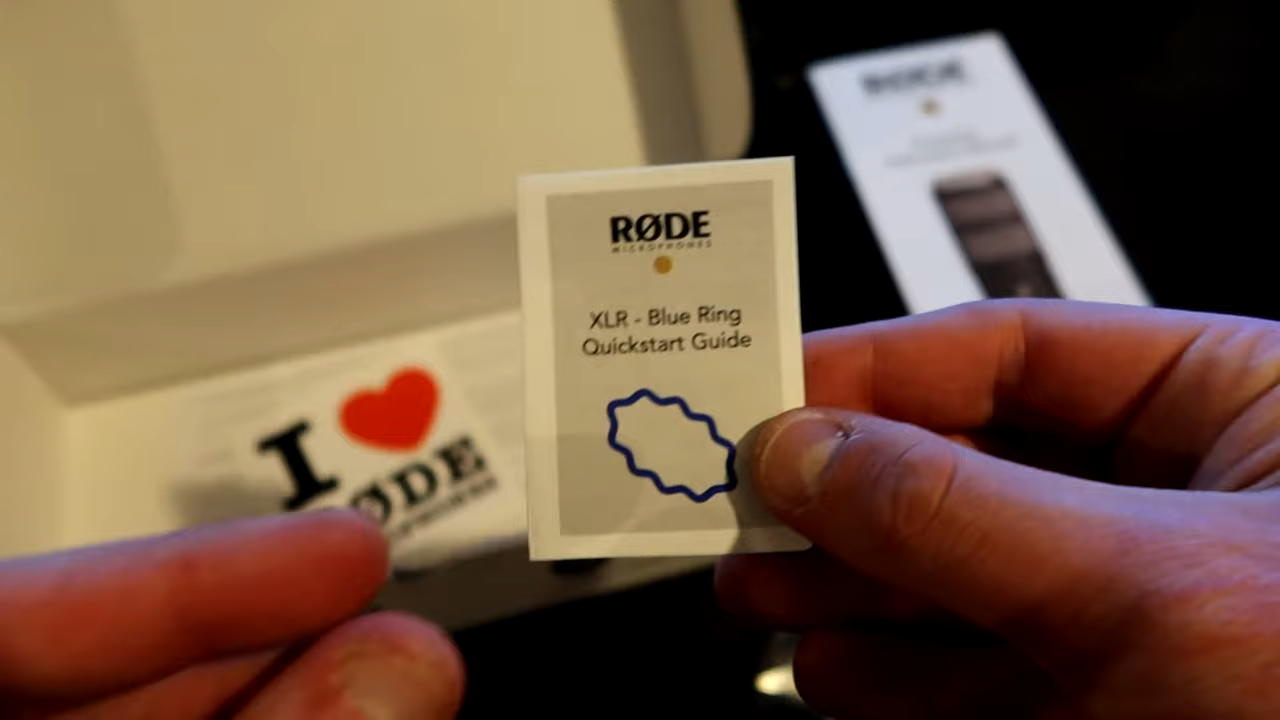 RØDE
RØDE
MICROPHONES
XLR - Blue Ring
Quickstart Guide
I
RØDE